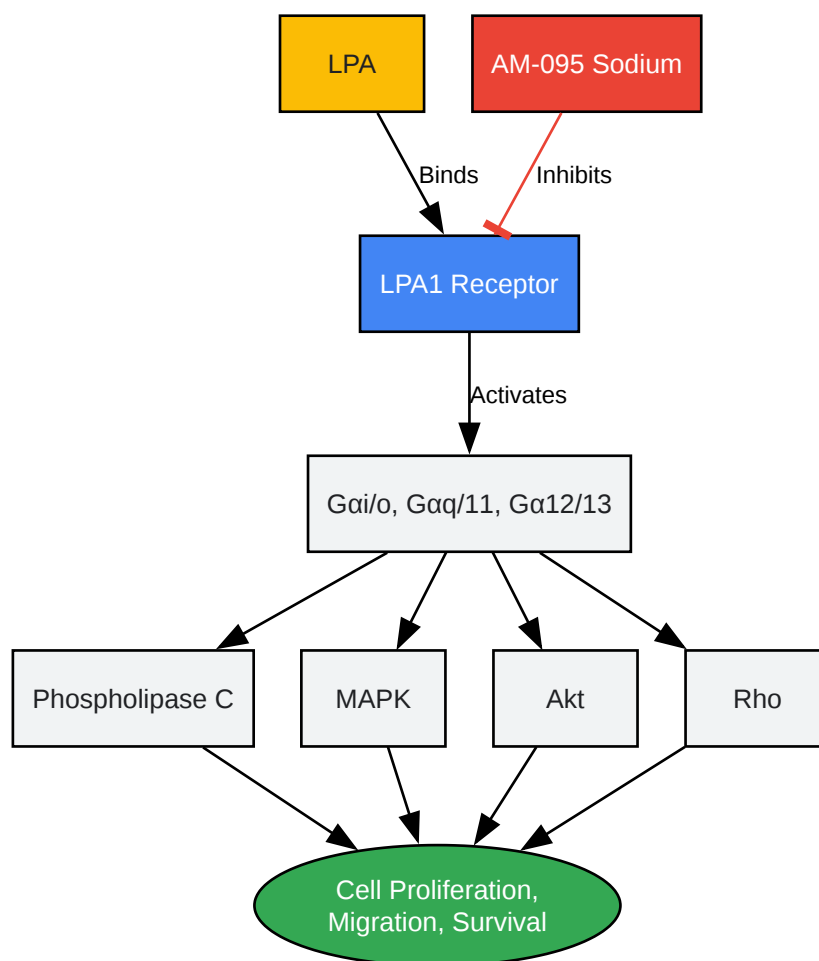 LPA
AM-095 Sodium
Binds
Inhibits
LPA1 Receptor
Activates
Gαi/o, Gαq/11, Gα12/13
Phospholipase C
MAPK
Akt
Rho
Cell Proliferation,
Migration, Survival